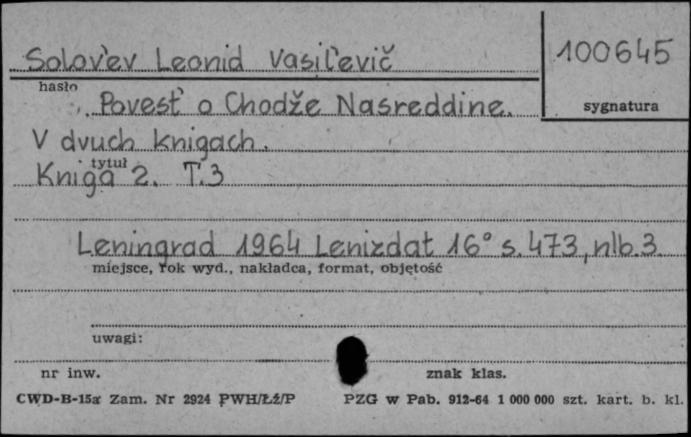 Solov'ev Leonid Vasil'evič
100645
hasło
Povest' o Chodže Nasreddine.
sygnatura
V dvuch knigach.
tytuł
Kniga 2. T.3
Leningrad 1964 Lenizdat 16° s. 473, nlb. 3.
miejsce, rok wyd., nakładca, format, objętość
uwagi:
nr inw.
znak klas.
CWD-B-15a Zam. Nr 2924 PWH/Łź/P
PZG w Pab. 912-64 1 000 000 szt. kart. b. kl.